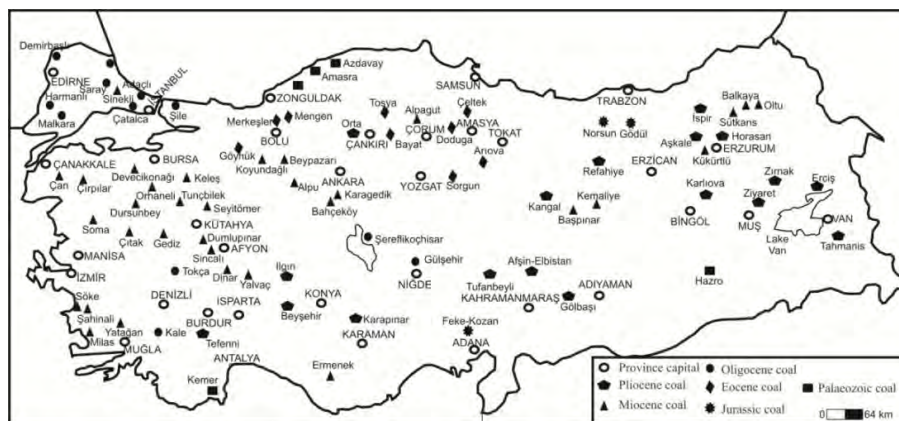 Demirbaşlı
EDİRNE
Saray
Adaçlı
Sinekli
İSTANBUL
Harmanlı
Malkara
Çatalca
Şile
Azdavay
Amasra
ZONGULDAK
SAMSUN
TRABZON
Balkaya
Oltu
Sütkans
İspir
Tosya
Alpagut
Çeltek
Merkeşler
Mengen
Orta
ÇORUM
AMASYA
Norsun
Gödül
BOLU
ÇANKIRI
Bayat
Doduga
TOKAT
Aşkale
Horasan
ERZURUM
Kükürtlü
ÇANAKKALE
BURSA
Göynük
Koyundağlı
Beypazarı
Arıova
Refahiye
ERZİCAN
Çan
Çırpılar
Devecikonağı
Keleş
Orhaneli
Tunçbilek
Alpu
ANKARA
Karagedik
YOZGAT
Sorgun
Karlıova
Zırnak
Erciş
Dursunbey
Seyitömer
Bahçeköy
Kangal
Kemaliye
Başpınar
Ziyaret
Soma
KÜTAHYA
BİNGÖL
MUŞ
VAN
Çıtak
Gediz
Dumlupınar
Şereflikoçhisar
Lake
Van
Tahmanis
Sincalı
AFYON
MANİSA
Tokça
Dinar
Yalvaç
Ilgın
Gülşehir
Afşin-Elbistan
Hazro
İZMİR
NİĞDE
Tufanbeyli
ADIYAMAN
DENİZLİ
ISPARTA
KONYA
KAHRAMANMARAŞ
Gölbaşı
Söke
Beyşehir
Karapınar
Şahinali
Yatağan
Kale
BURDUR
Feke-Kozan
Milas
MUĞLA
Tefenni
KARAMAN
ADANA
ANTALYA
Ermenek
Kemer
Province capital
Oligocene coal
Pliocene coal
Eocene coal
Palaeozoic coal
Miocene coal
Jurassic coal
0 64 km